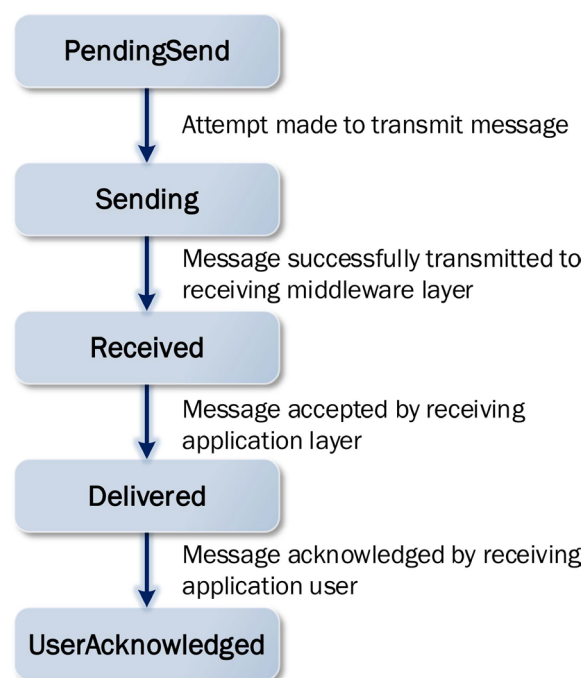 PendingSend
Attempt made to transmit message
Sending
Message successfully transmitted to
receiving middleware layer
Received
Message accepted by receiving
application layer
Delivered
Message acknowledged by receiving
application user
UserAcknowledged